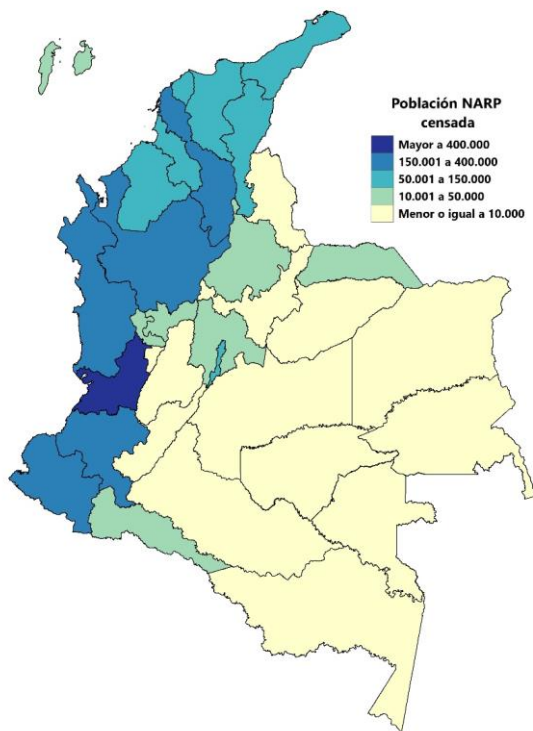 Población NARP
censada
Mayor a 400.000
150.001 a 400.000
50.001 a 150.000
10.001 a 50.000
Menor o igual a 10.000